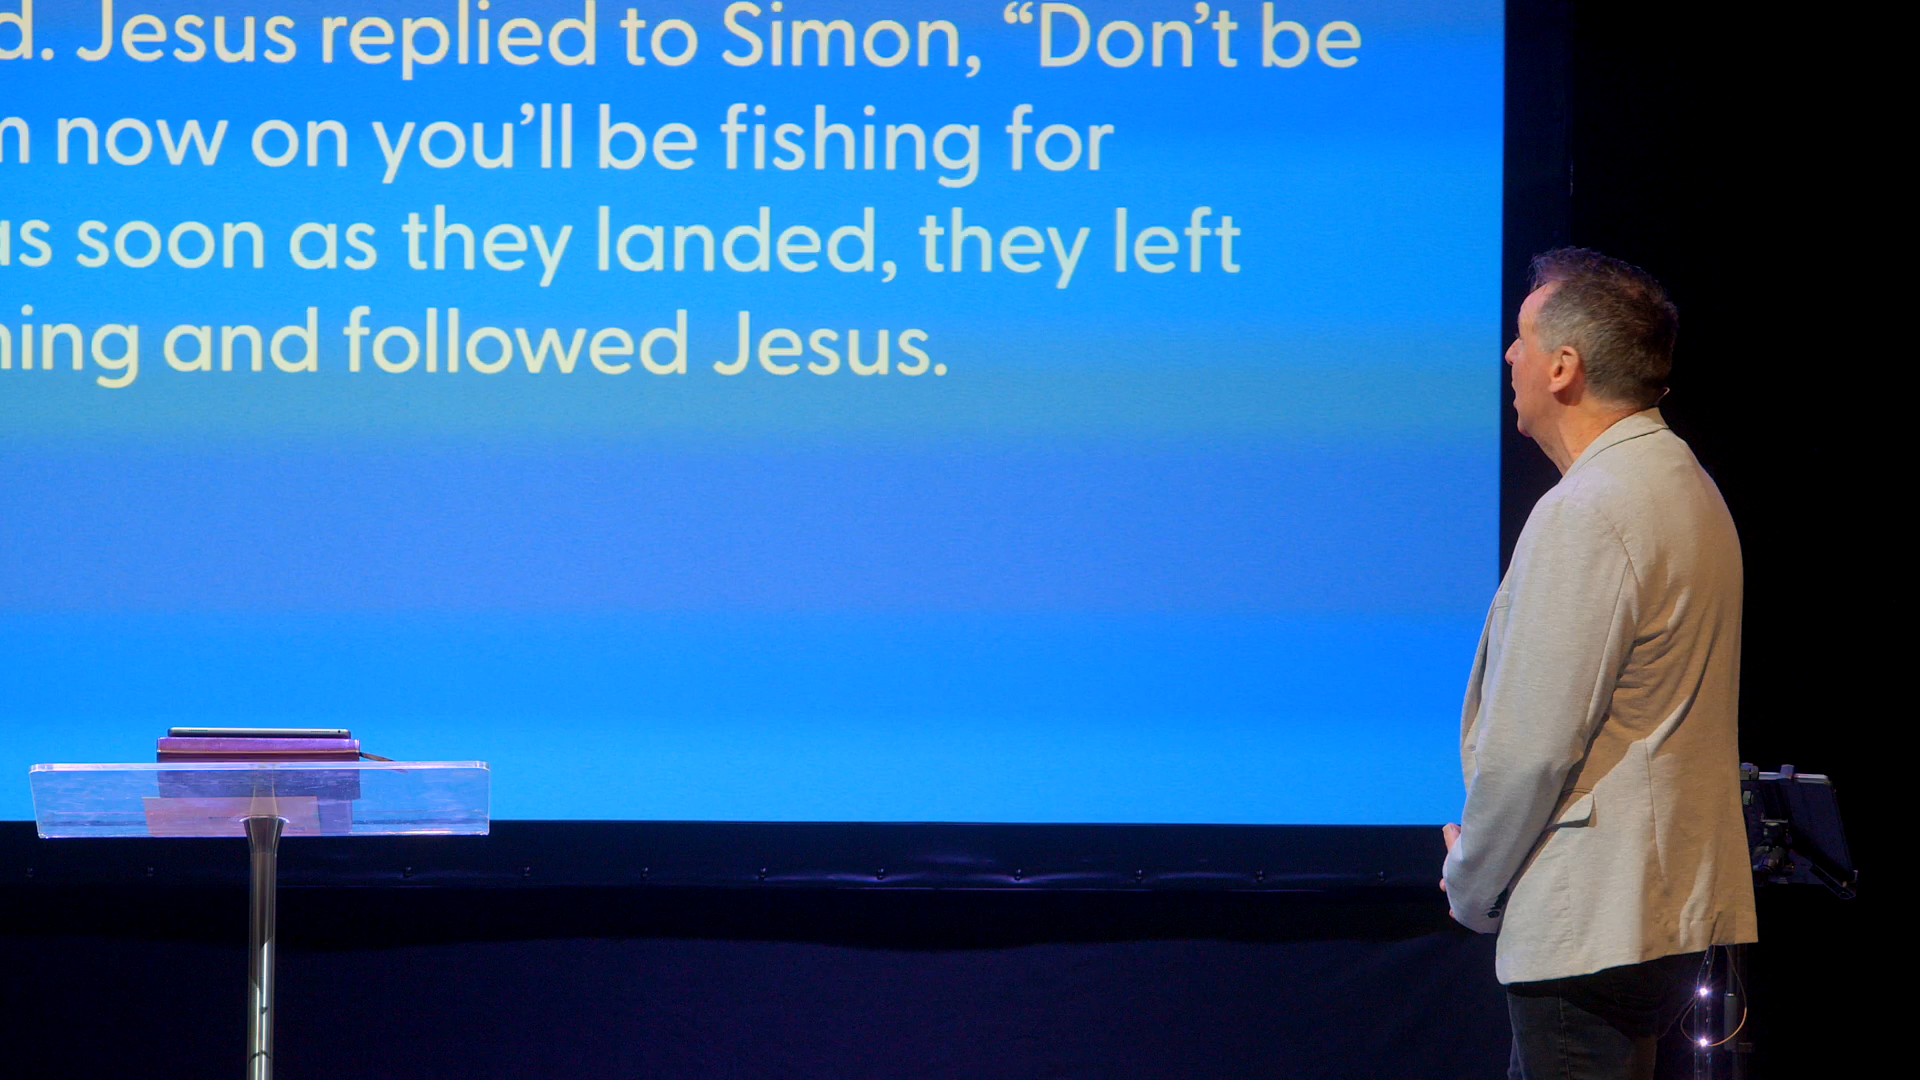 d. Jesus replied to Simon, “Don’t be
now on you’ll be fishing for
as soon as they landed, they left
and followed Jesus.